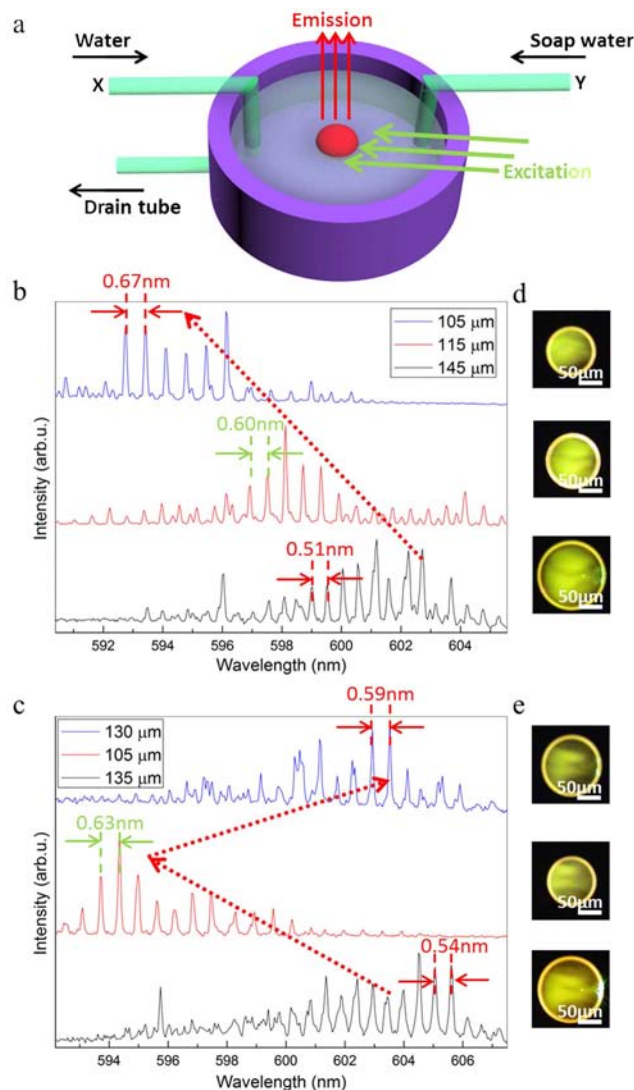 a
Emission
Water
Soap water
X
Y
Excitation
Drain tube
b
0.67nm
105 μm
115 μm
145 μm
0.60nm
0.51nm
Intensity (arb.u.)
592 594 596 598 600 602 604
Wavelength (nm)
d
50μm
50μm
50μm
c
0.59nm
130 μm
105 μm
135 μm
0.63nm
0.54nm
Intensity (arb.u.)
594 596 598 600 602 604 606
Wavelength (nm)
e
50μm
50μm
50μm